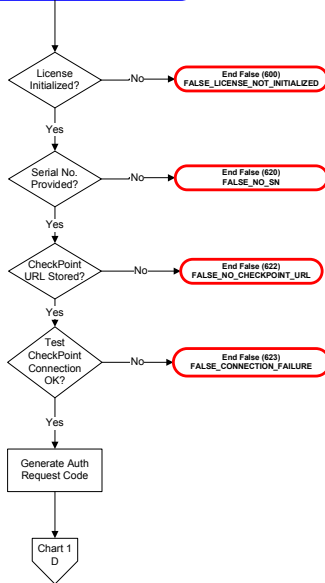 License
Initialized?
No
End False (600)
FALSE_LICENSE_NOT_INITIALIZED
Yes
Serial No.
Provided?
No
End False (620)
FALSE_NO_SN
Yes
CheckPoint
URL Stored?
No
End False (622)
FALSE_NO_CHECKPOINT_URL
Yes
Test
CheckPoint
Connection
OK?
No
End False (623)
FALSE_CONNECTION_FAILURE
Yes
Generate Auth
Request Code
Chart 1
D